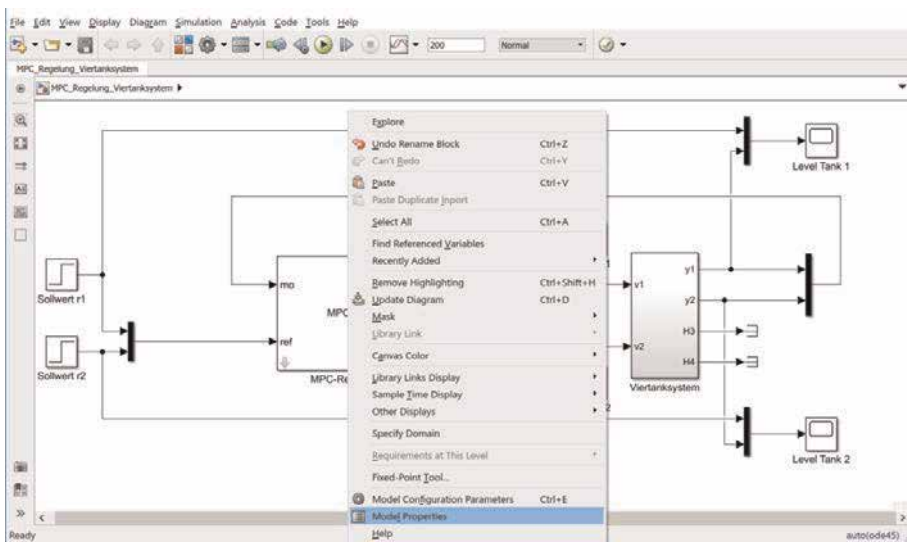 File Edit View Display Diagram Simulation Analysis Code Tools Help
200 Normal
MPC_Regelung_Viertanksystem
MPC_Regelung_Viertanksystem
Explore
Undo Rename Block Ctrl+Z
Can't Redo Ctrl+Y
Paste Ctrl+V
Paste Duplicate Inport
Select All Ctrl+A
Find Referenced Variables
Recently Added
Remove Highlighting Ctrl+Shift+H
Update Diagram Ctrl+D
Mask
Library Link
Canvas Color
Library Links Display
Sample Time Display
Other Displays
Specify Domain
Requirements at This Level
Fixed-Point Tool...
Model Configuration Parameters Ctrl+E
Model Properties
Help
Sollwert r1
Sollwert r2
mo
MPC
ref
MPC-Re
1
2
v1
v2
y1
y2
H3
H4
Viertanksystem
Level Tank 1
Level Tank 2
Ready auto(ode45)